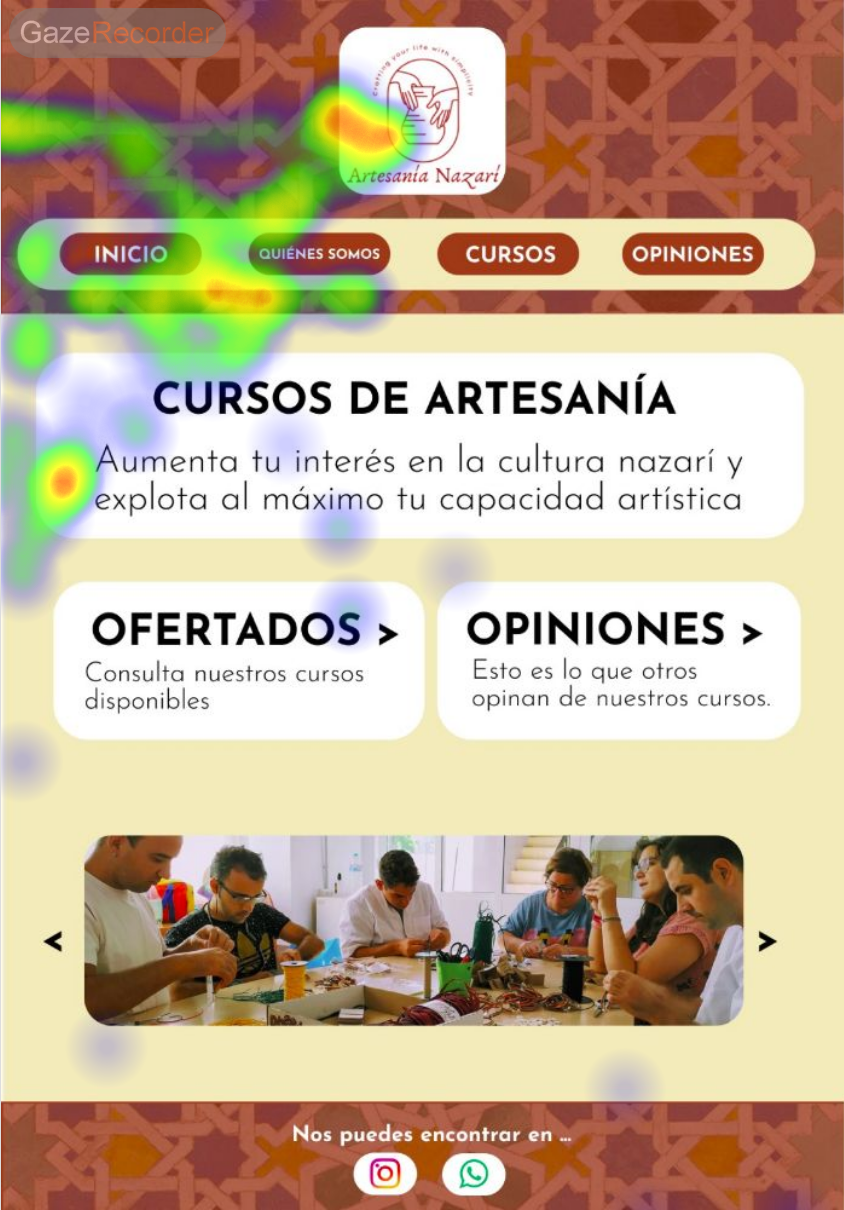 GazeRecorder
Crafting your life with simplicity
Artesanía Nazarí
INICIO
QUIÉNES SOMOS
CURSOS
OPINIONES
CURSOS DE ARTESANÍA
Aumenta tu interés en la cultura nazarí y
explota al máximo tu capacidad artística
OFERTADOS >
Consulta nuestros cursos
disponibles
OPINIONES >
Esto es lo que otros
opinan de nuestros cursos.
<
>
Nos puedes encontrar en ...